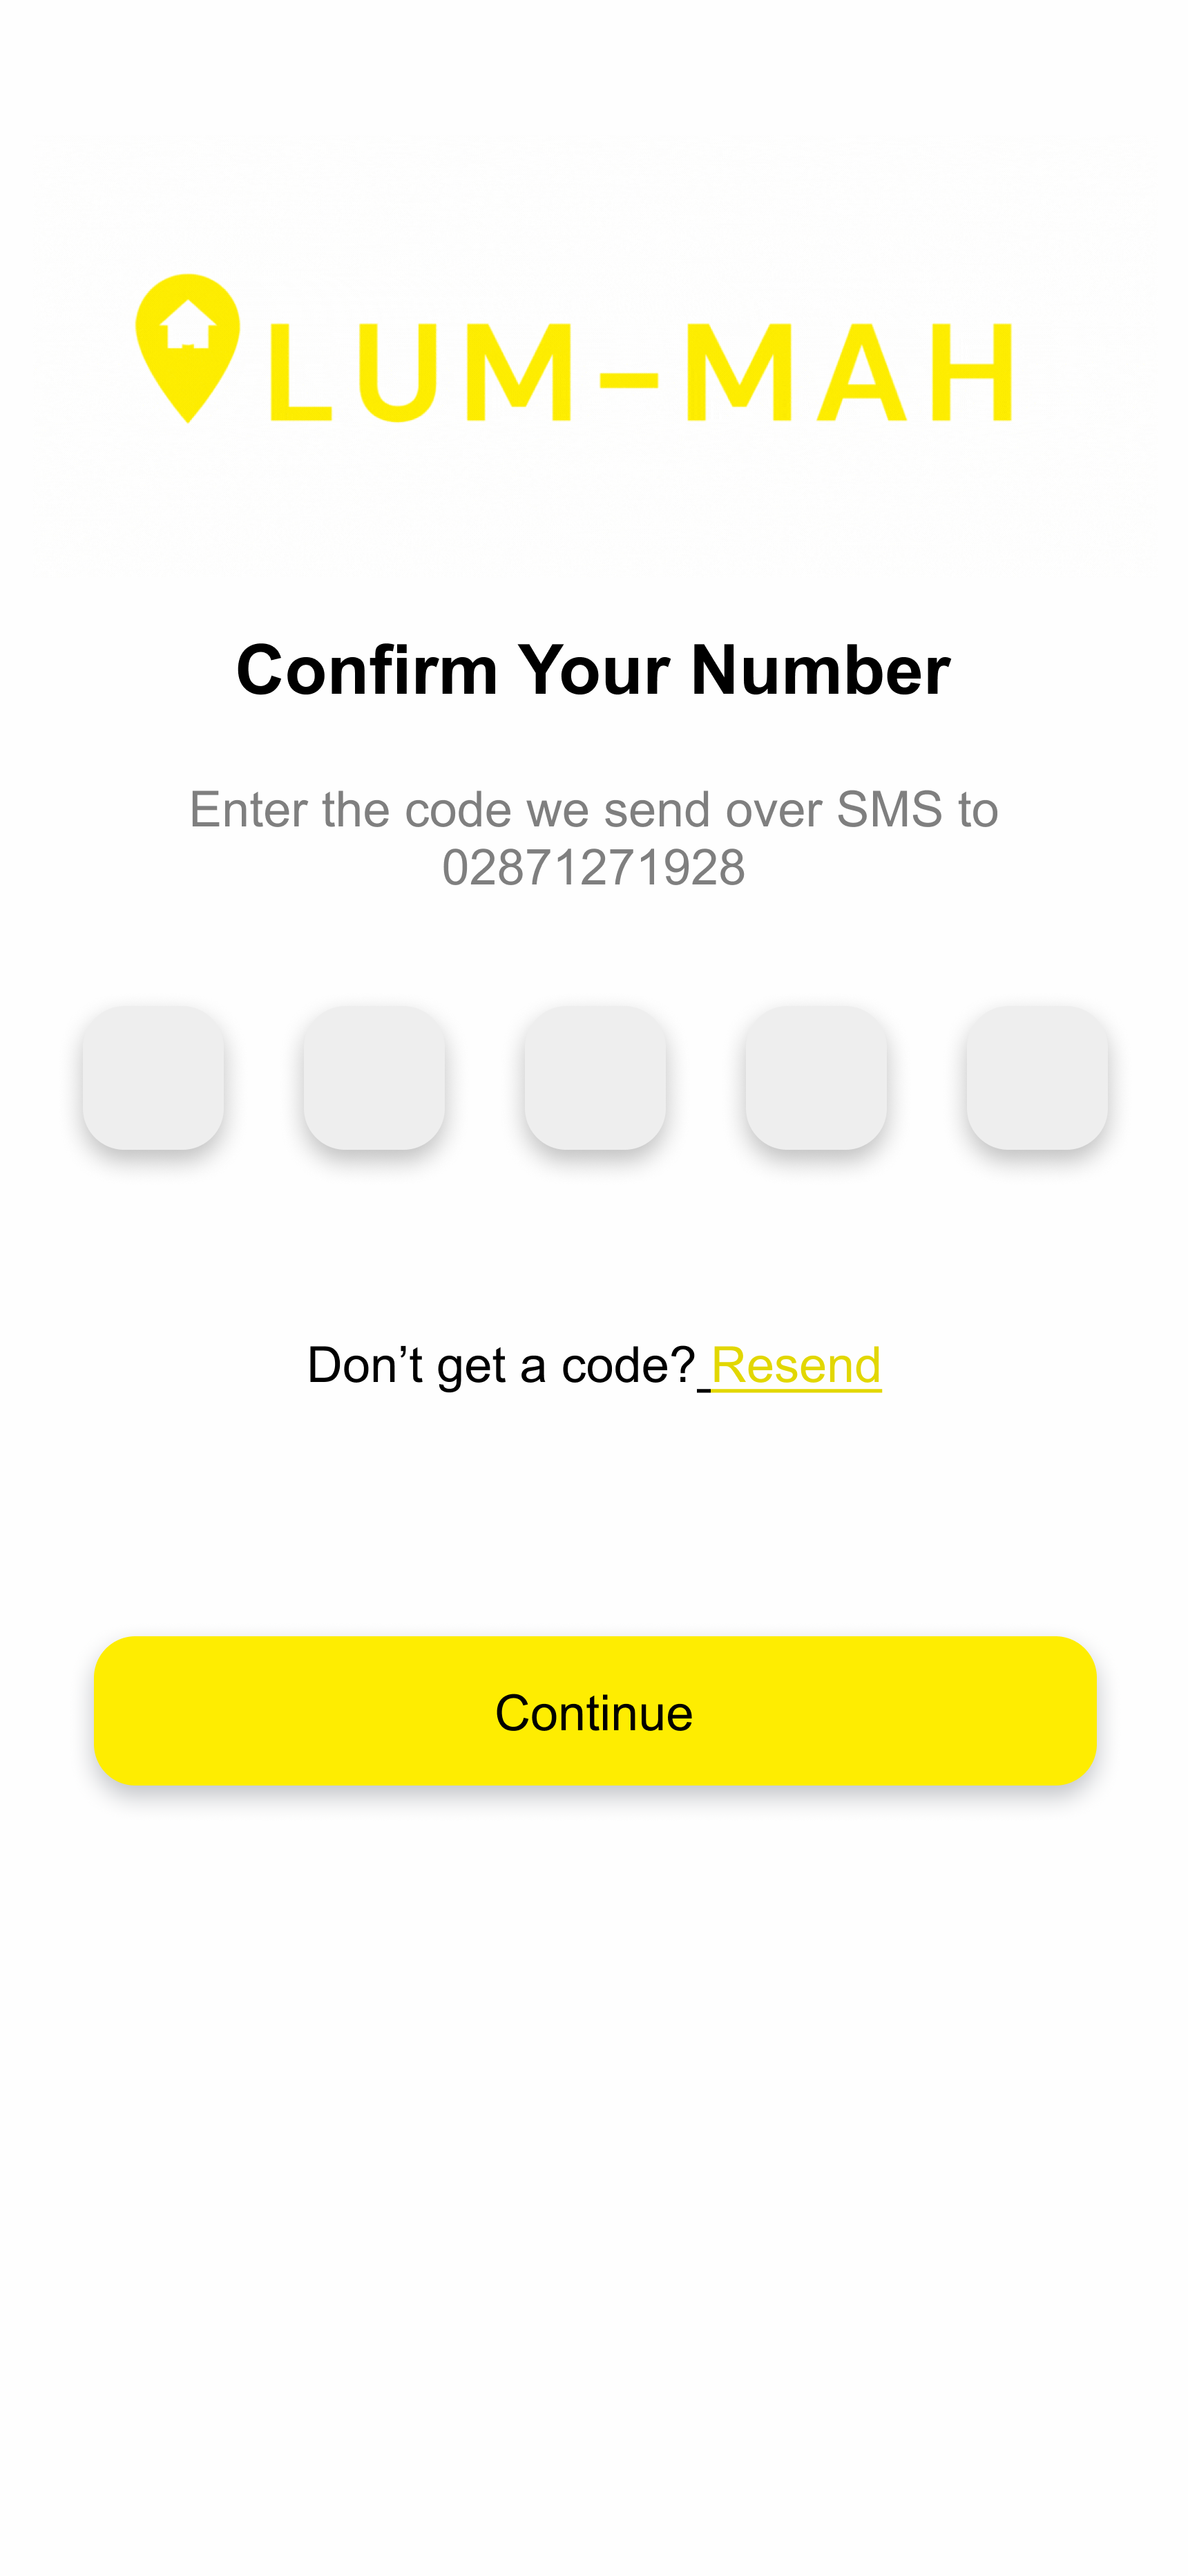 LUM-MAH
Confirm Your Number
Enter the code we send over SMS to
02871271928
Don’t get a code? Resend
Continue